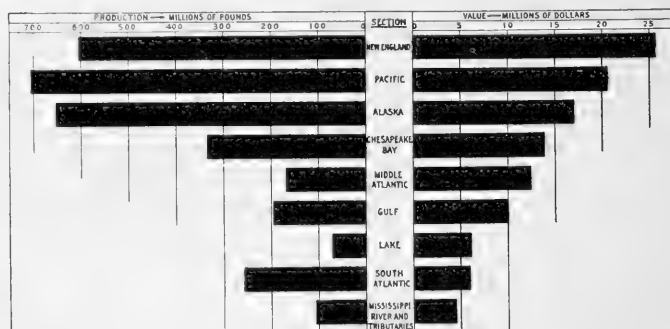 PRODUCTION — MILLIONS OF POUNDS
SECTION
VALUE — MILLIONS OF DOLLARS
700 600 500 400 300 200 100 0
0 5 10 15 20 25
NEW ENGLAND
PACIFIC
ALASKA
CHESAPEAKE
BAY
MIDDLE
ATLANTIC
GULF
LAKE
SOUTH
ATLANTIC
MISSISSIPPI
RIVER AND
TRIBUTARIES